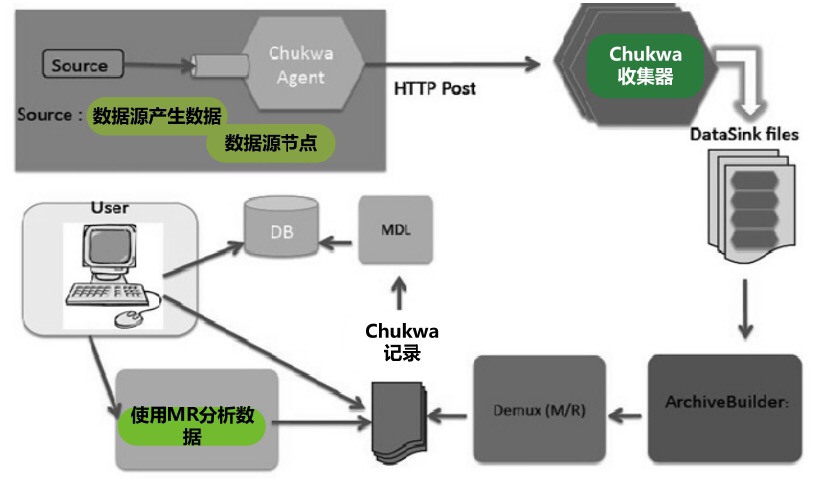 Source
Chukwa
Agent
Source：
数据源产生数据
数据源节点
HTTP Post
Chukwa
收集器
DataSink files
User
DB
MDL
Chukwa
记录
使用MR分析数
据
Demux (M/R)
ArchiveBuilder: